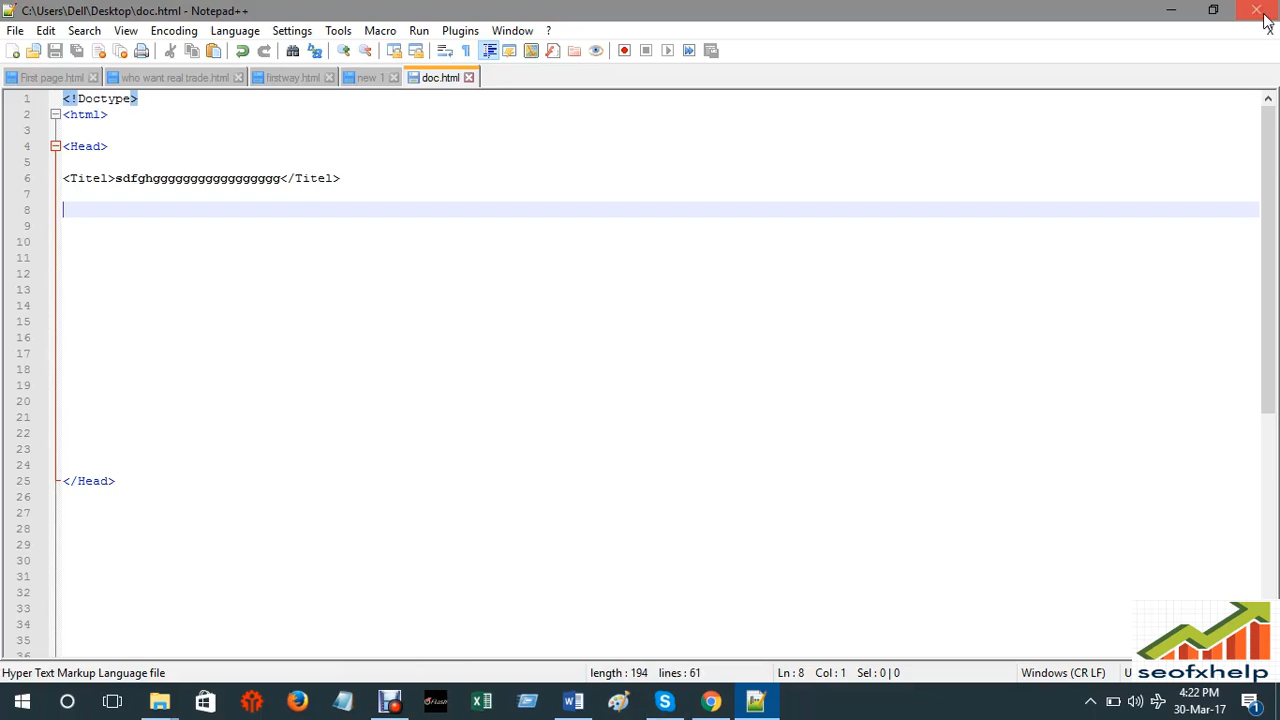 C:\Users\Dell\Desktop\doc.html - Notepad++
File Edit Search View Encoding Language Settings Tools Macro Run Plugins Window ?
First page.html who want real trade.html firstway.html new 1 doc.html
1 <!Doctype>
2 <html>
3
4 <Head>
5
6 <Titel>sdfghggggggggggggggggg</Titel>
7
8
9
10
11
12
13
14
15
16
17
18
19
20
21
22
23
24
25 </Head>
26
27
28
29
30
31
32
33
34
35
36
Hyper Text Markup Language file length : 194 lines : 61 Ln : 8 Col : 1 Sel : 0 | 0 Windows (CR LF) U
seofxhelp
Flash
4:22 PM
30-Mar-17
1